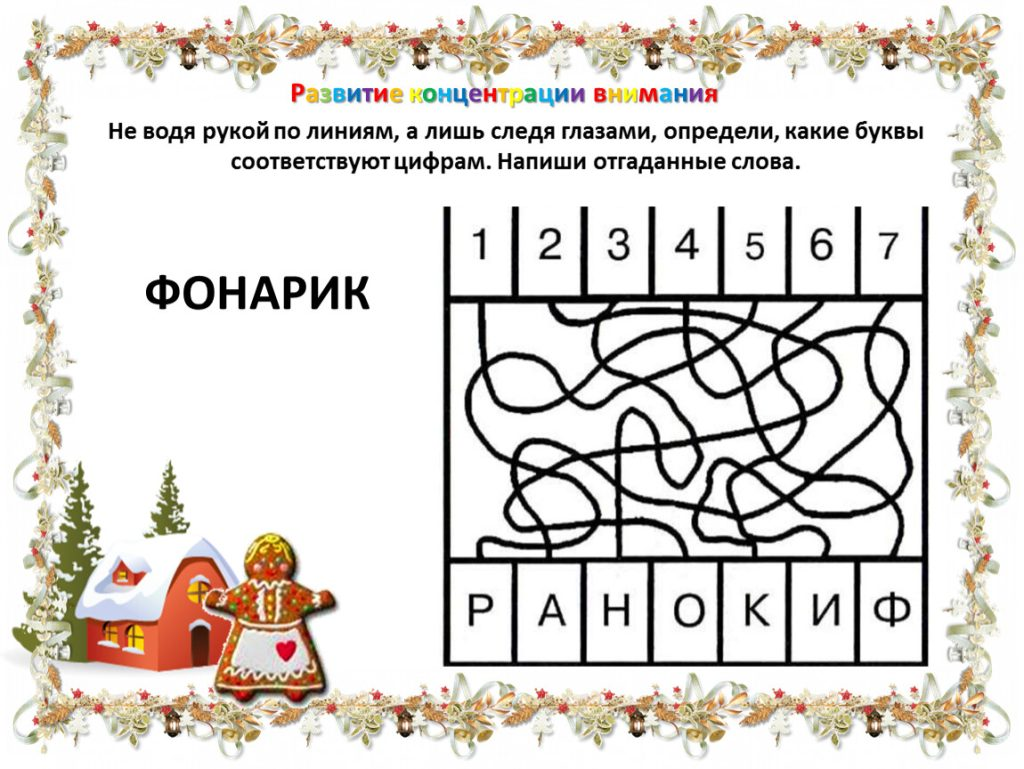 Развитие концентрации внимания
Не водя рукой по линиям, а лишь следя глазами, определи, какие буквы
соответствуют цифрам. Напиши отгаданные слова.
1 2 3 4 5 6 7
ФОНАРИК
Р А Н О К И Ф